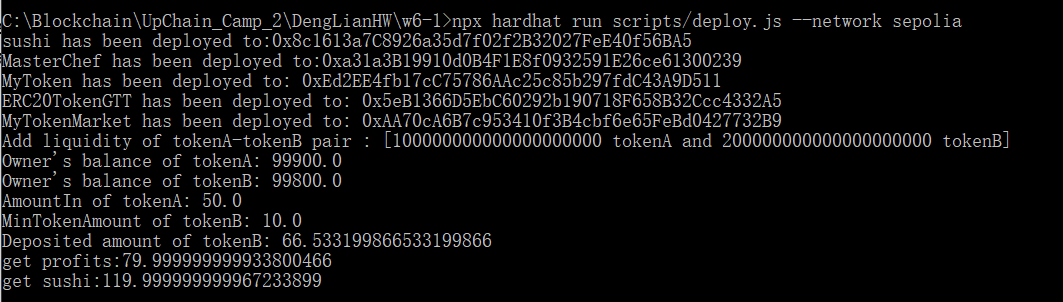 C:\Blockchain\UpChain_Camp_2\DengLianHW\w6-1>npx hardhat run scripts/deploy.js --network sepolia
sushi has been deployed to:0x8c1613a7C8926a35d7f02f2B32027FeE40f56BA5
MasterChef has been deployed to:0xa31a3B19910d0B4F1E8f0932591E26ce61300239
MyToken has been deployed to: 0xEd2EE4fb17cC75786AAc25c85b297fdC43A9D511
ERC20TokenGTT has been deployed to: 0x5eB1366D5EbC60292b190718F658B32Ccc4332A5
MyTokenMarket has been deployed to: 0xAA70cA6B7c953410f3B4cbf6e65FeBd0427732B9
Add liquidity of tokenA-tokenB pair : [100000000000000000000 tokenA and 200000000000000000000 tokenB]
Owner's balance of tokenA: 99900.0
Owner's balance of tokenB: 99800.0
AmountIn of tokenA: 50.0
MinTokenAmount of tokenB: 10.0
Deposited amount of tokenB: 66.533199866533199866
get profits:79.999999999933800466
get sushi:119.999999999967233899